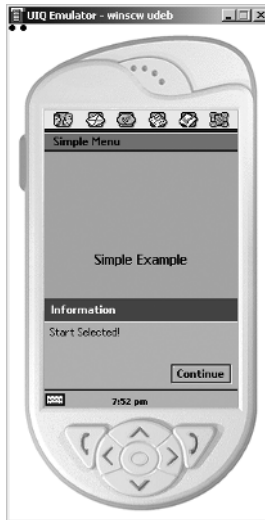 UIQ Emulator - winscw udeb
Simple Menu
Simple Example
Information
Start Selected!
Continue
7:52 pm